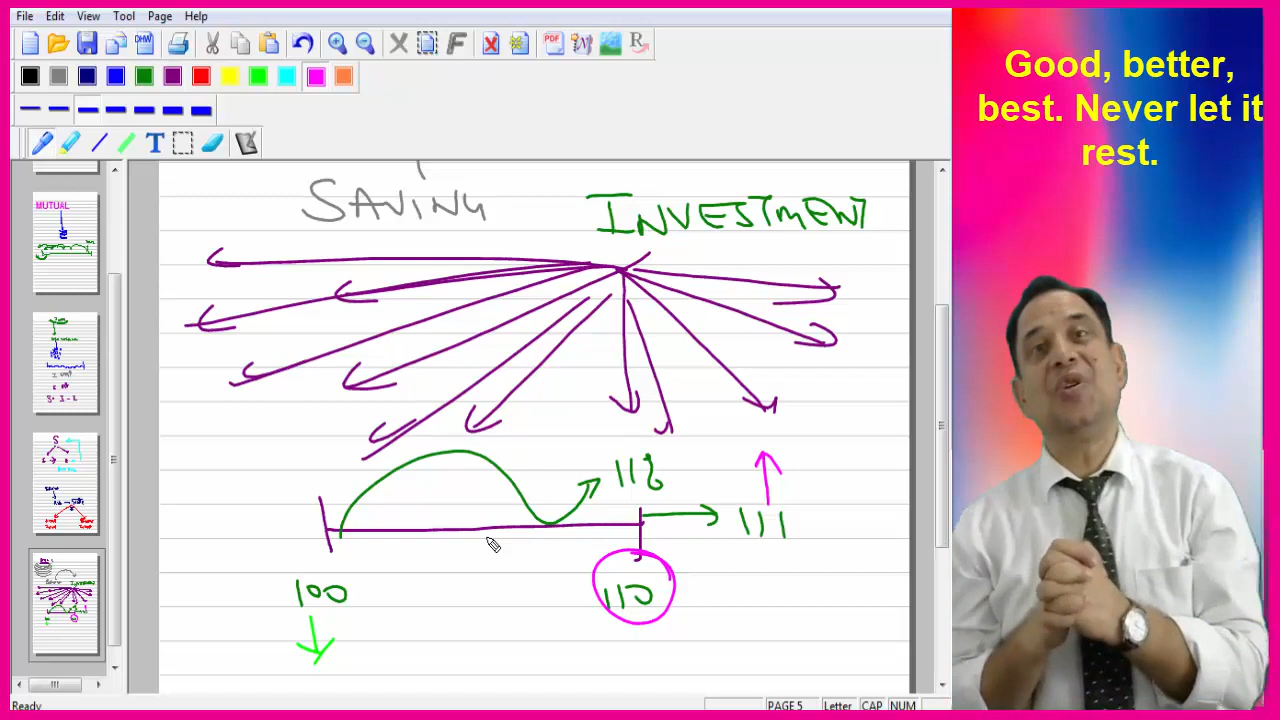 File Edit View Tool Page Help
PDF
Good, better,
best. Never let it
rest.
MUTUAL
SAVING
INVESTMENT
118
111
100
110
Ready
PAGE 5 Letter CAP NUM